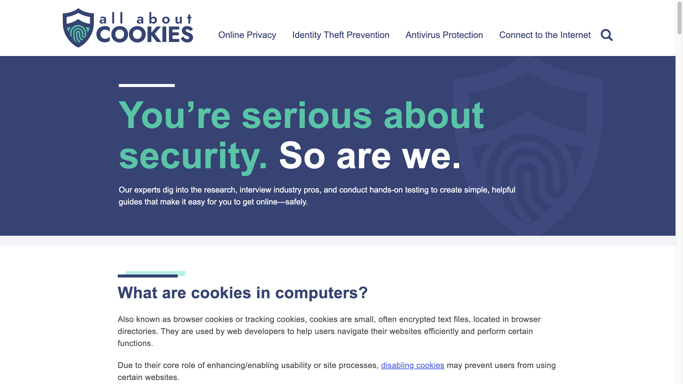 all about
COOKIES
Online Privacy
Identity Theft Prevention
Antivirus Protection
Connect to the Internet
You’re serious about
security. So are we.
Our experts dig into the research, interview industry pros, and conduct hands-on testing to create simple, helpful
guides that make it easy for you to get online—safely.
What are cookies in computers?
Also known as browser cookies or tracking cookies, cookies are small, often encrypted text files, located in browser
directories. They are used by web developers to help users navigate their websites efficiently and perform certain
functions.
Due to their core role of enhancing/enabling usability or site processes, disabling cookies may prevent users from using
certain websites.